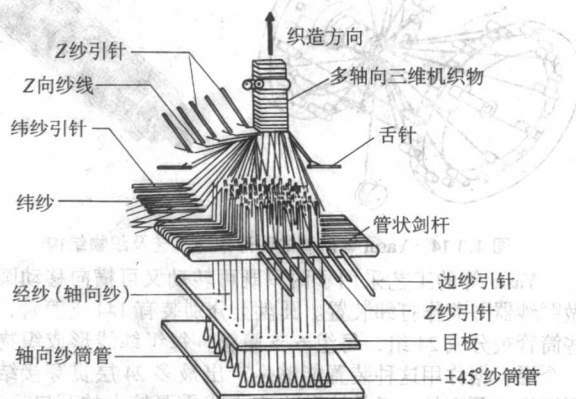 织造方向
Z纱引针
Z向纱线
多轴向三维机织物
纬纱引针
舌针
纬纱
管状剑杆
边纱引针
经纱(轴向纱)
Z纱引针
目板
轴向纱筒管
±45°纱筒管